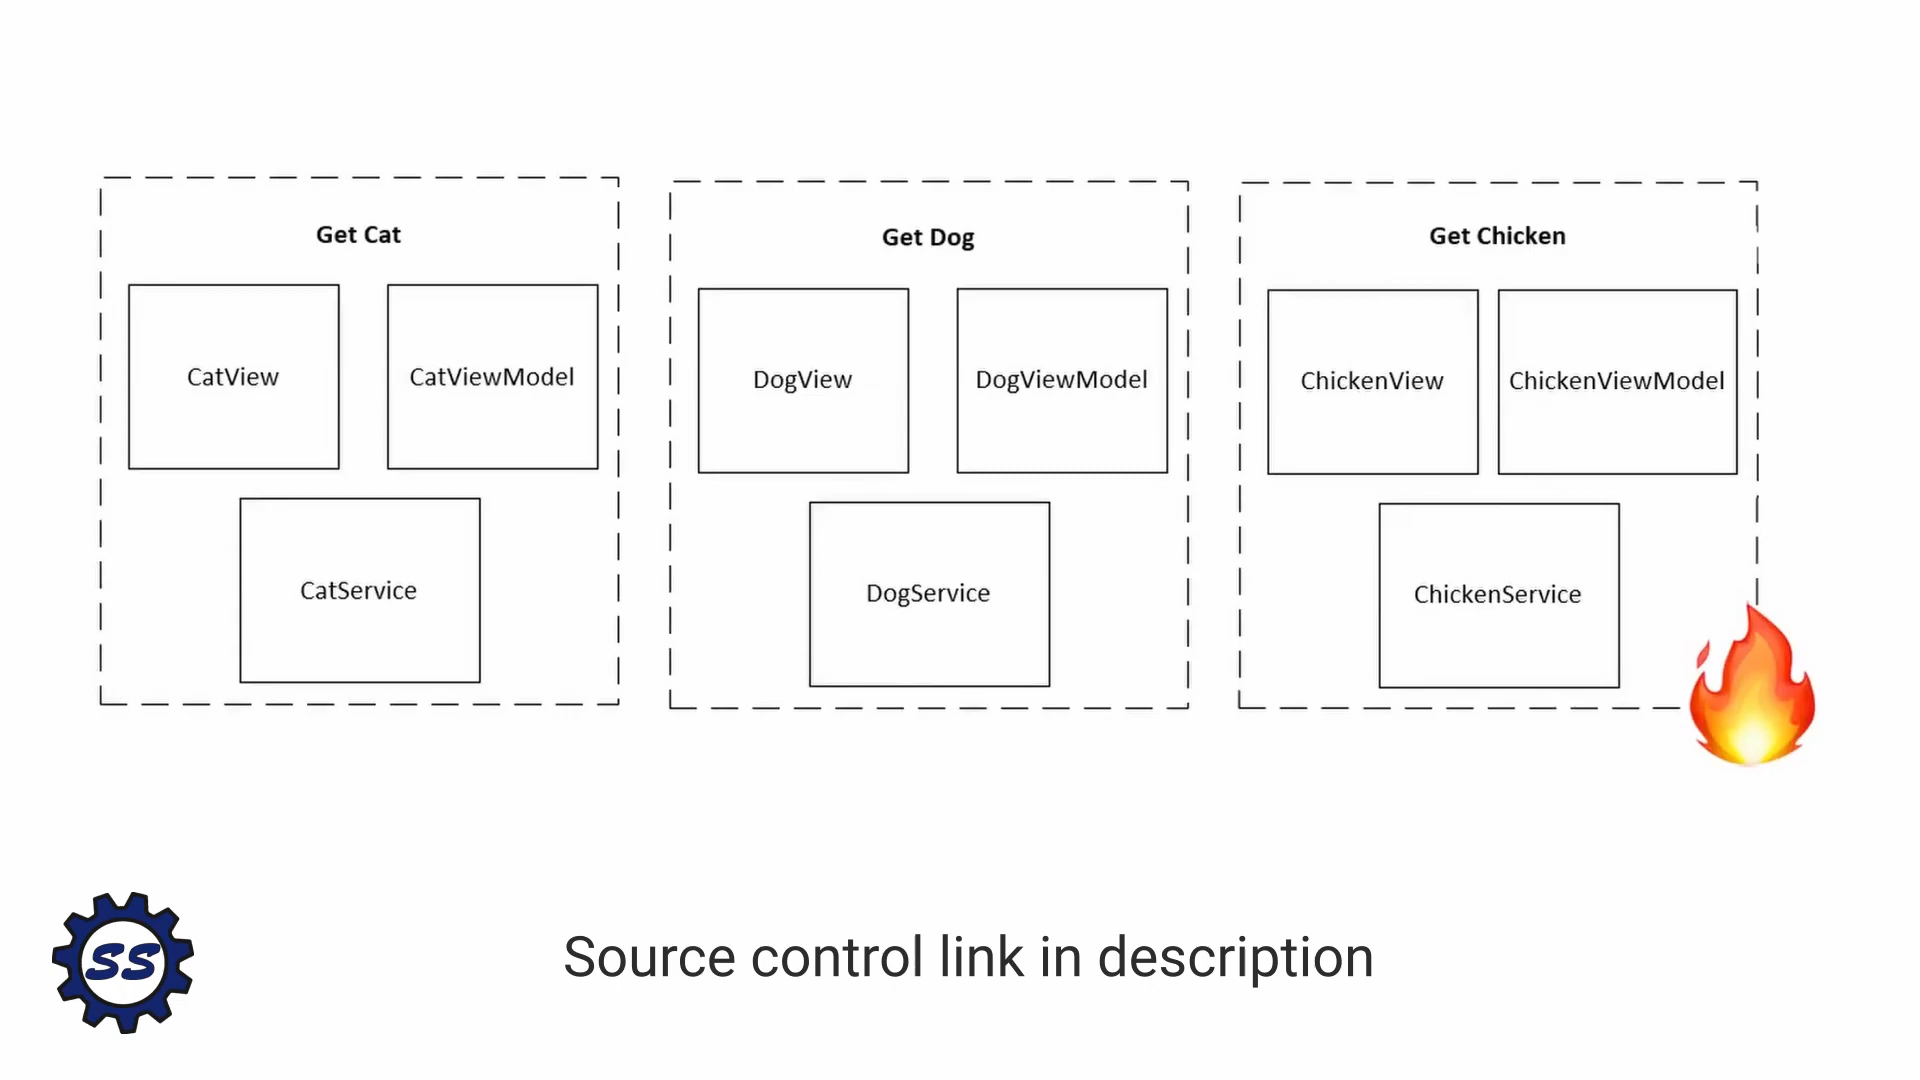 Get Cat
CatView
CatViewModel
CatService
Get Dog
DogView
DogViewModel
DogService
Get Chicken
ChickenView
ChickenViewModel
ChickenService
SS
Source control link in description